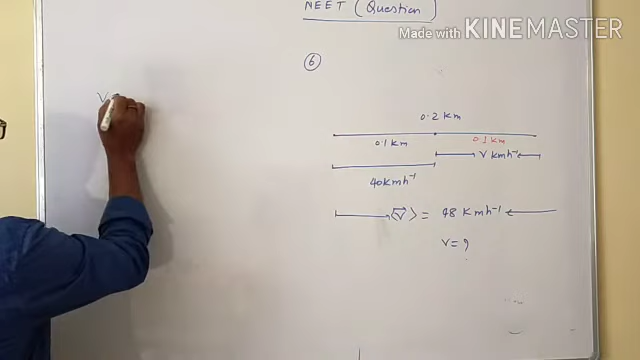 NEET (Question)
Made with KINEMASTER
6
0.2 km
0.1 km
0.1 km
v kmh⁻¹
40kmh⁻¹
<v̅> = 48 Kmh⁻¹
v = ?
v =